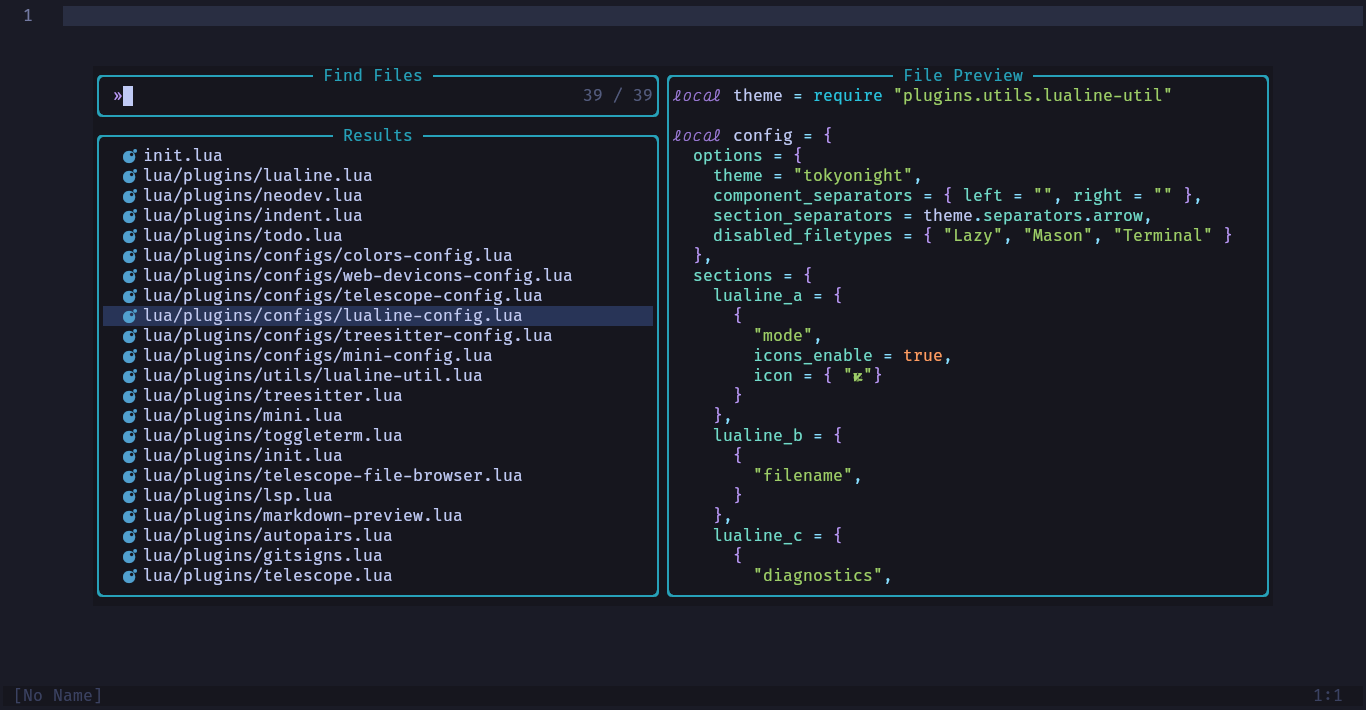 1
Find Files
» 39 / 39
Results
init.lua
lua/plugins/lualine.lua
lua/plugins/neodev.lua
lua/plugins/indent.lua
lua/plugins/todo.lua
lua/plugins/configs/colors-config.lua
lua/plugins/configs/web-devicons-config.lua
lua/plugins/configs/telescope-config.lua
lua/plugins/configs/lualine-config.lua
lua/plugins/configs/treesitter-config.lua
lua/plugins/configs/mini-config.lua
lua/plugins/utils/lualine-util.lua
lua/plugins/treesitter.lua
lua/plugins/mini.lua
lua/plugins/toggleterm.lua
lua/plugins/init.lua
lua/plugins/telescope-file-browser.lua
lua/plugins/lsp.lua
lua/plugins/markdown-preview.lua
lua/plugins/autopairs.lua
lua/plugins/gitsigns.lua
lua/plugins/telescope.lua
File Preview
local theme = require "plugins.utils.lualine-util"
local config = {
  options = {
    theme = "tokyonight",
    component_separators = { left = "", right = "" },
    section_separators = theme.separators.arrow,
    disabled_filetypes = { "Lazy", "Mason", "Terminal" }
  },
  sections = {
    lualine_a = {
      {
        "mode",
        icons_enable = true,
        icon = { ""}
      }
    },
    lualine_b = {
      {
        "filename",
      }
    },
    lualine_c = {
      {
        "diagnostics",
[No Name]
1:1